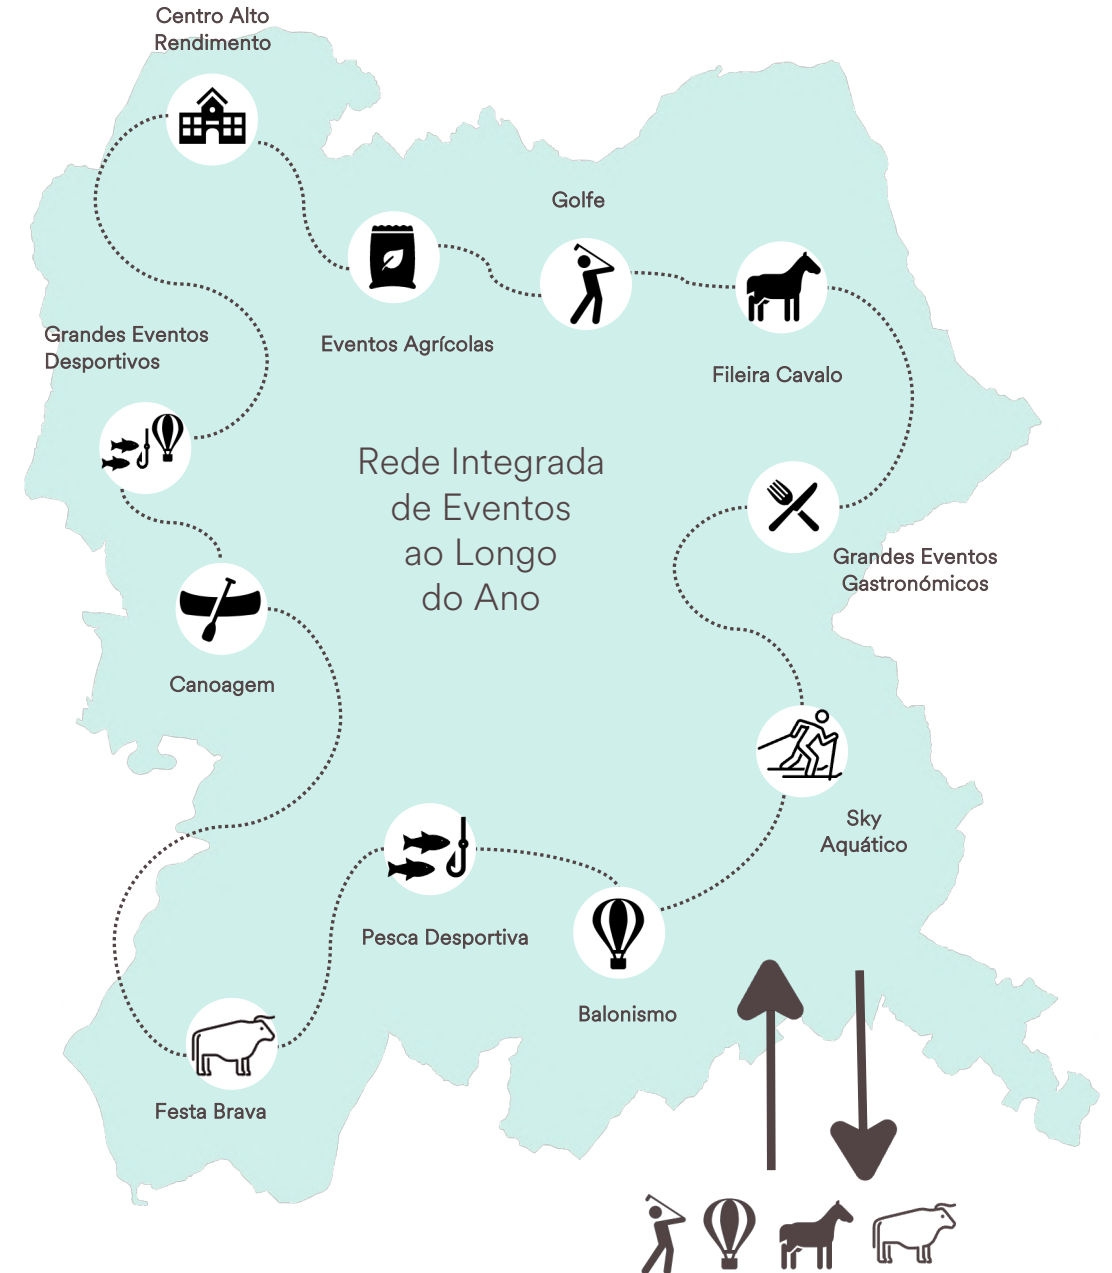 Centro Alto
Rendimento
Golfe
Grandes Eventos
Desportivos
Eventos Agrícolas
Fileira Cavalo
Rede Integrada
de Eventos
ao Longo
do Ano
Grandes Eventos
Gastronómicos
Canoagem
Sky
Aquático
Pesca Desportiva
Balonismo
Festa Brava